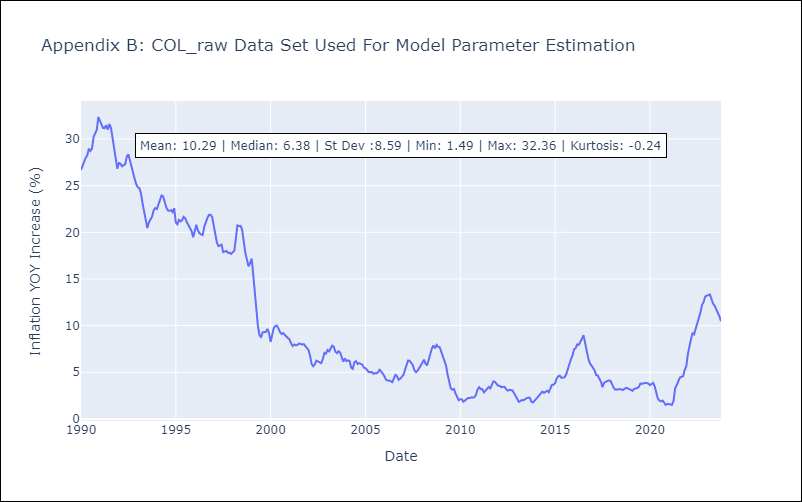 Appendix B: COL_raw Data Set Used For Model Parameter Estimation
Mean: 10.29 | Median: 6.38 | St Dev :8.59 | Min: 1.49 | Max: 32.36 | Kurtosis: -0.24
Inflation YOY Increase (%)
30
25
20
15
10
5
0
1990 1995 2000 2005 2010 2015 2020
Date